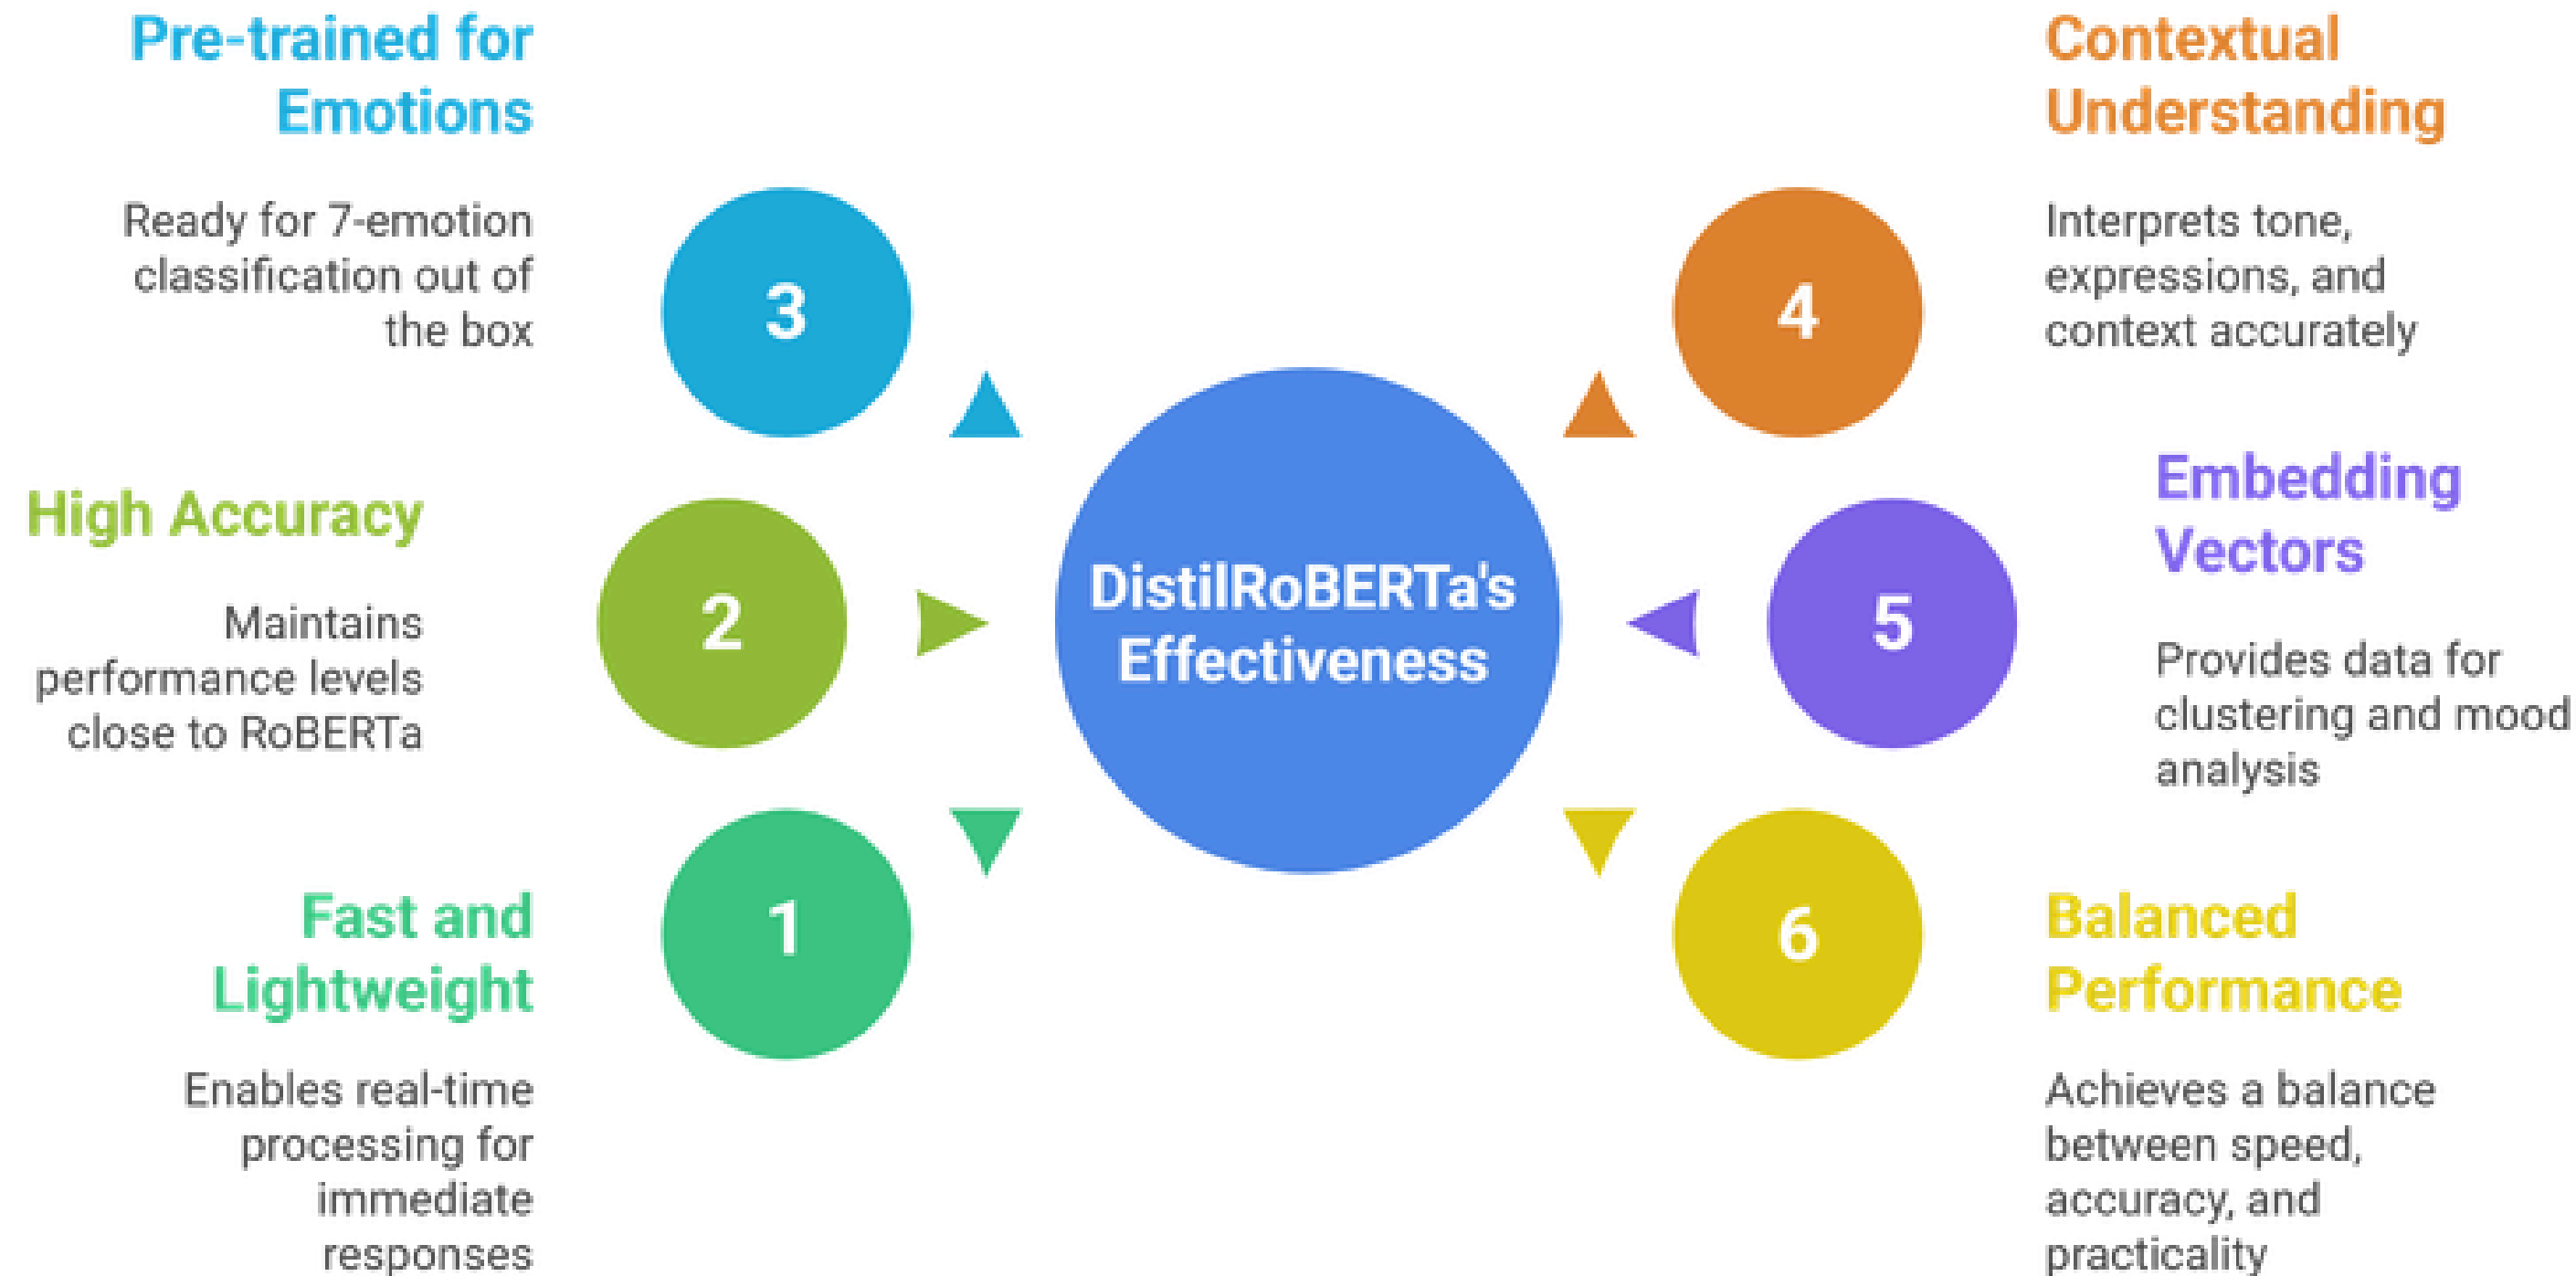 Pre-trained for
Emotions
Ready for 7-emotion
classification out of
the box
3
High Accuracy
Maintains
performance levels
close to RoBERTa
2
Fast and
Lightweight
Enables real-time
processing for
immediate
responses
1
DistilRoBERTa's
Effectiveness
4
Contextual
Understanding
Interprets tone,
expressions, and
context accurately
5
Embedding
Vectors
Provides data for
clustering and mood
analysis
6
Balanced
Performance
Achieves a balance
between speed,
accuracy, and
practicality